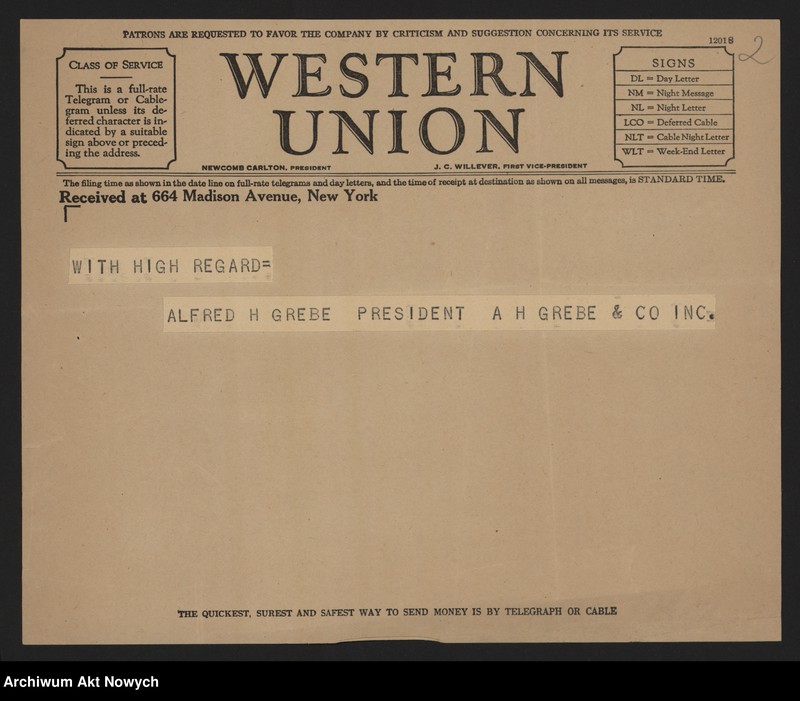 PATRONS ARE REQUESTED TO FAVOR THE COMPANY BY CRITICISM AND SUGGESTION CONCERNING ITS SERVICE
1201S
2
CLASS OF SERVICE
This is a full-rate
Telegram or Cable-
gram unless its de-
ferred character is in-
dicated by a suitable
sign above or preced-
ing the address.
WESTERN
UNION
NEWCOMB CARLTON, PRESIDENT
J. C. WILLEVER, FIRST VICE-PRESIDENT
SIGNS
DL = Day Letter
NM = Night Message
NL = Night Letter
LCO = Deferred Cable
NLT = Cable Night Letter
WLT = Week-End Letter
The filing time as shown in the date line on full-rate telegrams and day letters, and the time of receipt at destination as shown on all messages, is STANDARD TIME.
Received at 664 Madison Avenue, New York
WITH HIGH REGARD=
ALFRED H GREBE PRESIDENT A H GREBE & CO INC.
THE QUICKEST, SUREST AND SAFEST WAY TO SEND MONEY IS BY TELEGRAPH OR CABLE
Archiwum Akt Nowych